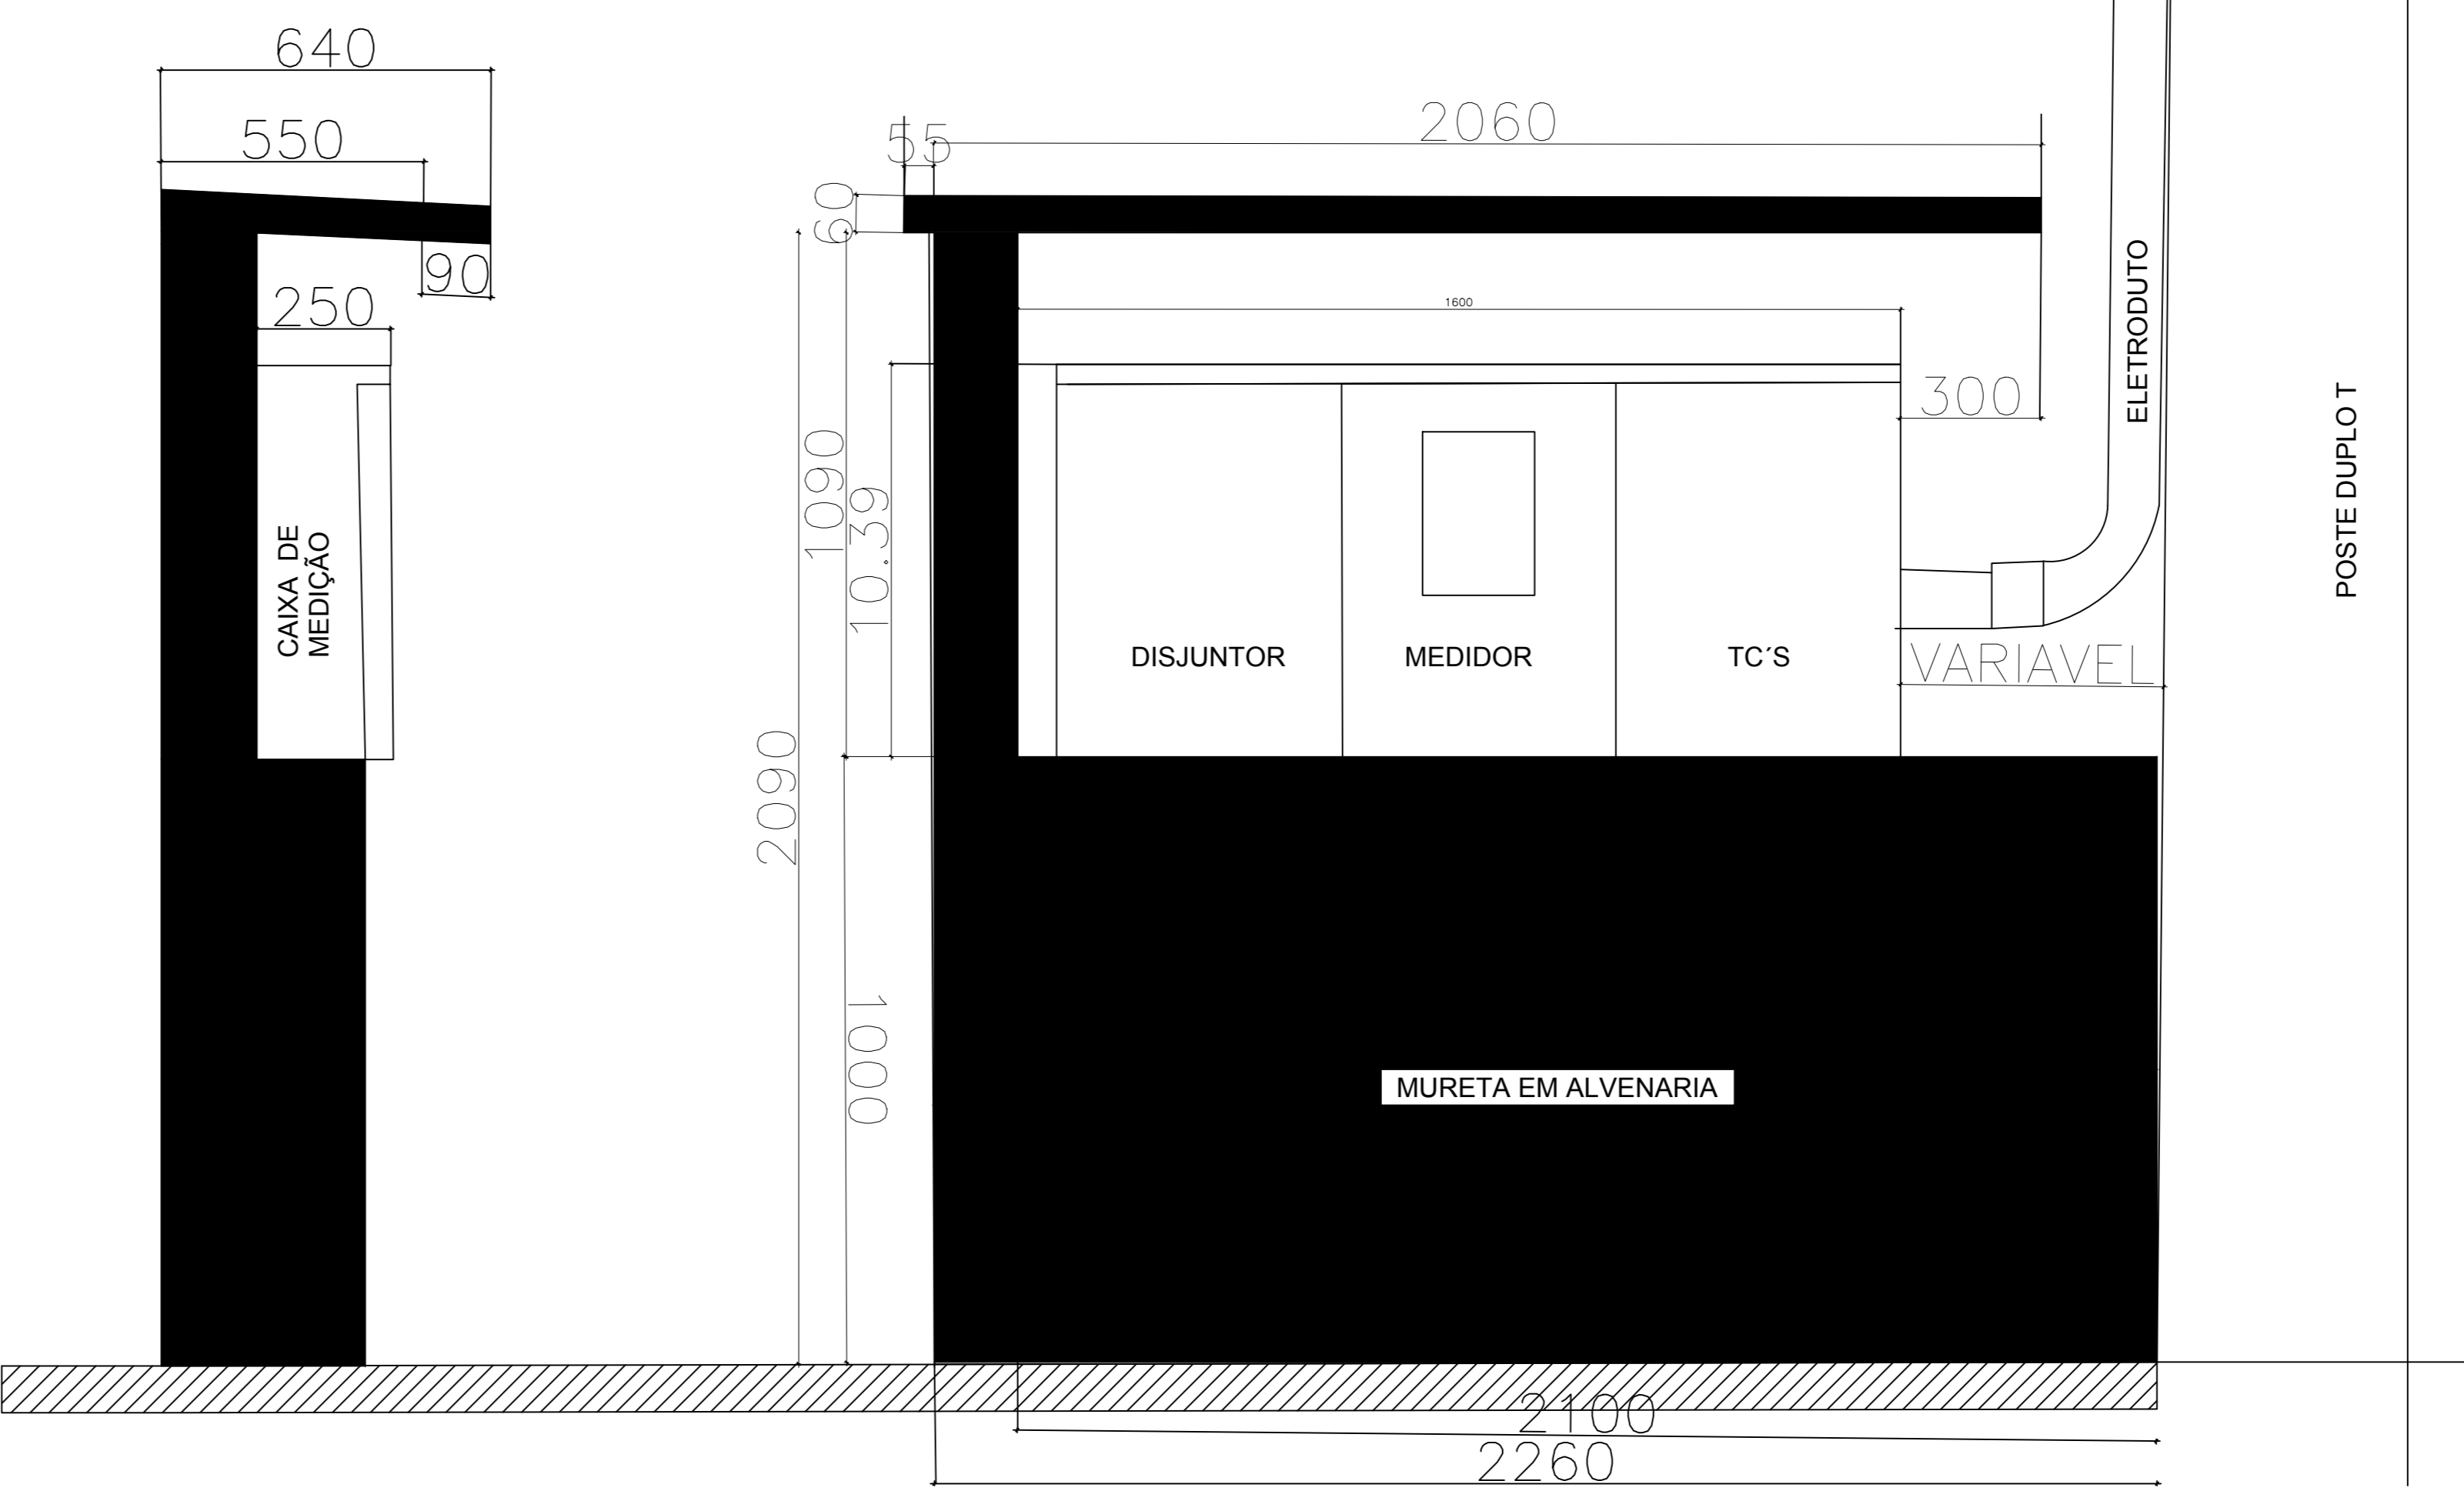 640
550
90
250
CAIXA DE
MEDIÇÃO
55
2060
60
1600
300
1090
10.39
2090
1000
DISJUNTOR
MEDIDOR
TC´S
VARIAVEL
ELETRODUTO
POSTE DUPLO T
MURETA EM ALVENARIA
2100
2260